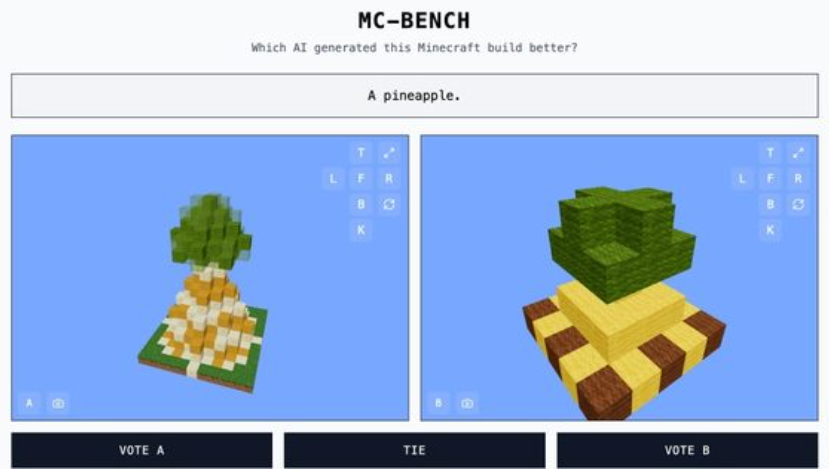 MC-BENCH
Which AI generated this Minecraft build better?
A pineapple.
T
L F R
B
K
A
T
L F R
B
K
B
VOTE A
TIE
VOTE B